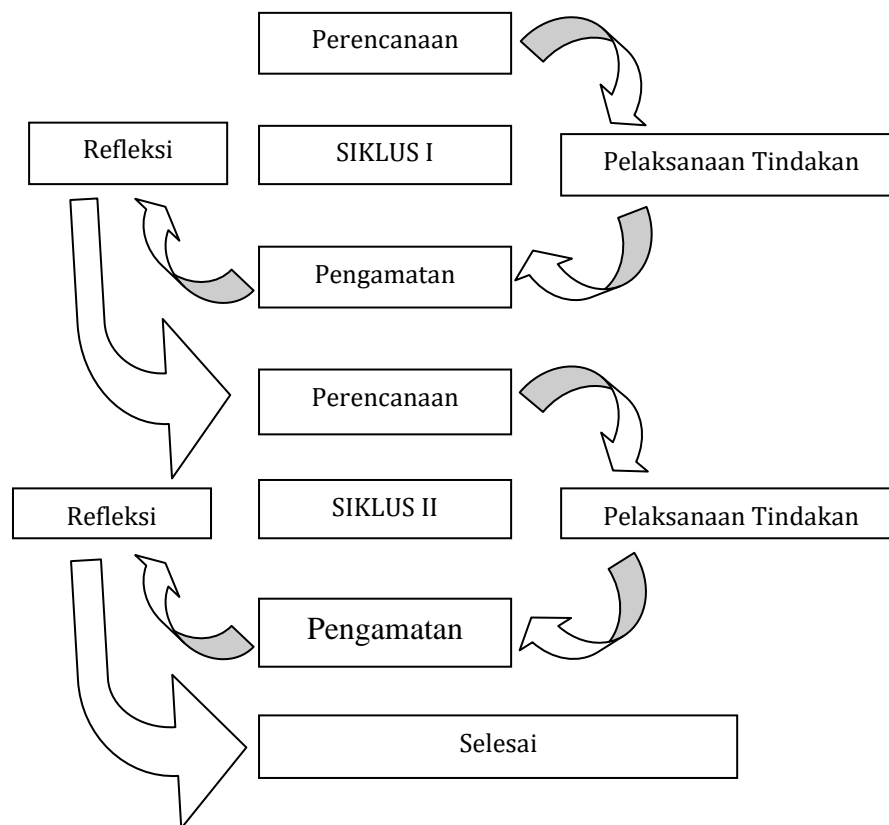 Perencanaan
Refleksi
SIKLUS I
Pelaksanaan Tindakan
Pengamatan
Perencanaan
Refleksi
SIKLUS II
Pelaksanaan Tindakan
Pengamatan
Selesai